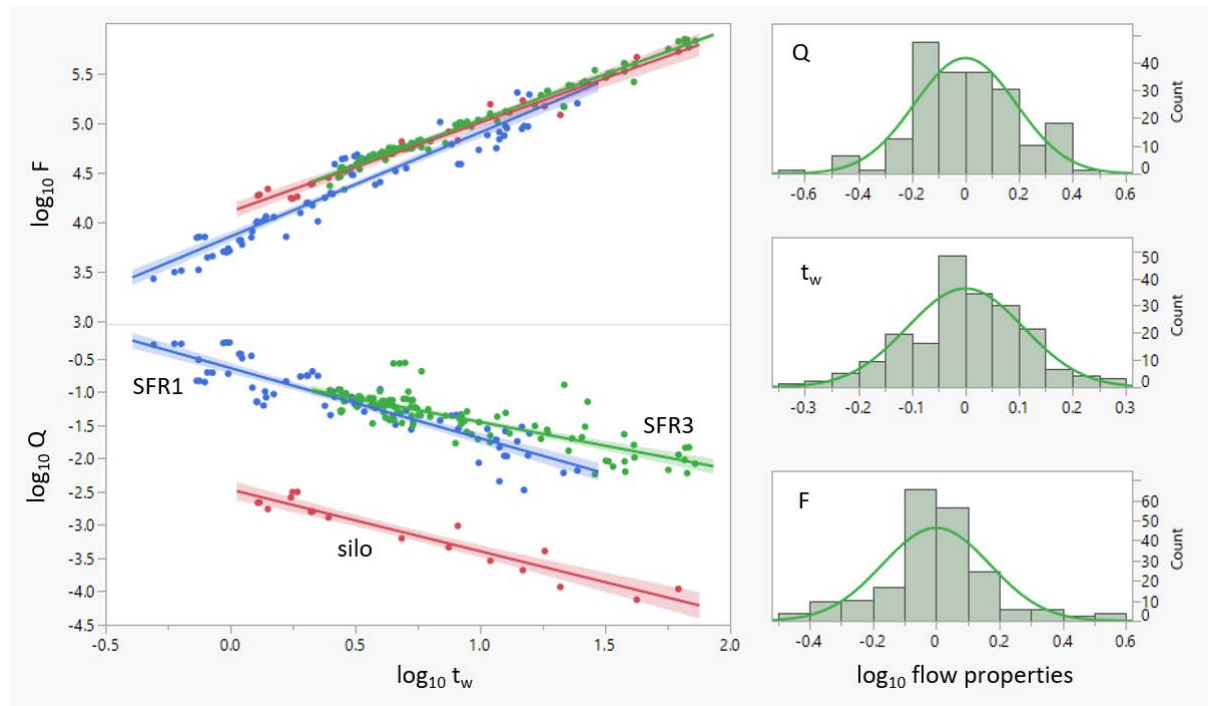 log10 F
5.5
5.0
4.5
4.0
3.5
3.0
log10 Q
-0.5
-1.0
-1.5
-2.0
-2.5
-3.0
-3.5
-4.0
-4.5
SFR1
SFR3
silo
-0.5 0.0 0.5 1.0 1.5 2.0
log10 tw
Q
40
30
20
10
0
Count
-0.6 -0.4 -0.2 0 0.2 0.4 0.6
tw
50
40
30
20
10
0
Count
-0.3 -0.2 -0.1 0 0.1 0.2 0.3
F
60
50
40
30
20
10
0
Count
-0.4 -0.2 0 0.2 0.4 0.6
log10 flow properties